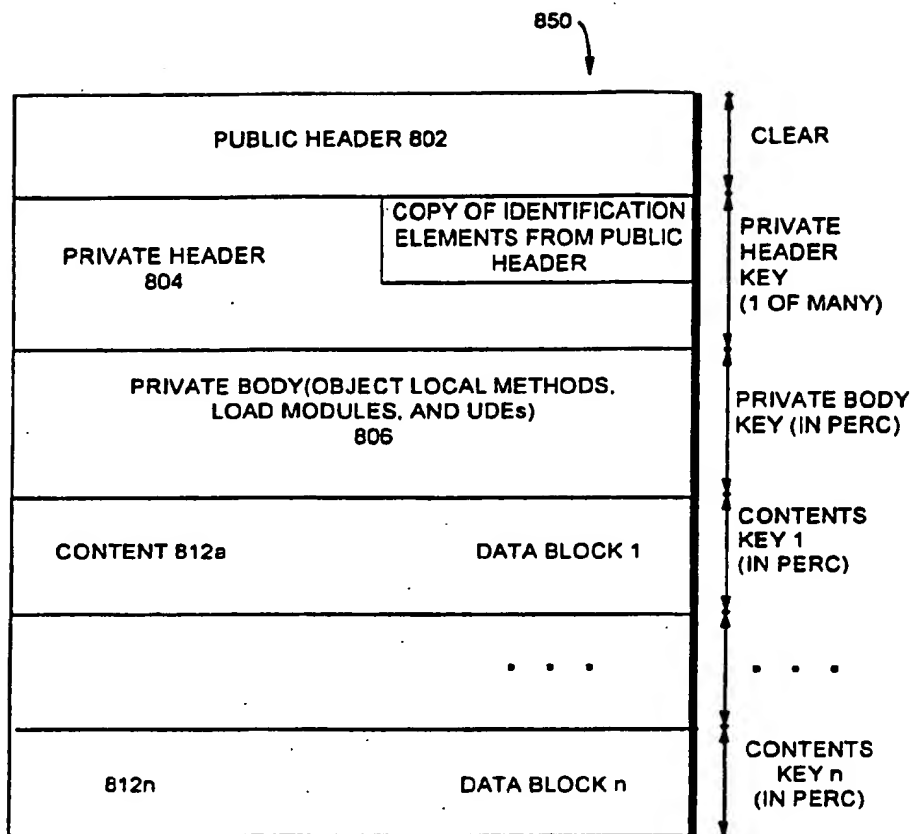 850
PUBLIC HEADER 802
CLEAR
PRIVATE HEADER
804
COPY OF IDENTIFICATION
ELEMENTS FROM PUBLIC
HEADER
PRIVATE
HEADER
KEY
(1 OF MANY)
PRIVATE BODY(OBJECT LOCAL METHODS,
LOAD MODULES, AND UDEs)
806
PRIVATE BODY
KEY (IN PERC)
CONTENT 812a
DATA BLOCK 1
CONTENTS
KEY 1
(IN PERC)
. . .
. . .
812n
DATA BLOCK n
CONTENTS
KEY n
(IN PERC)